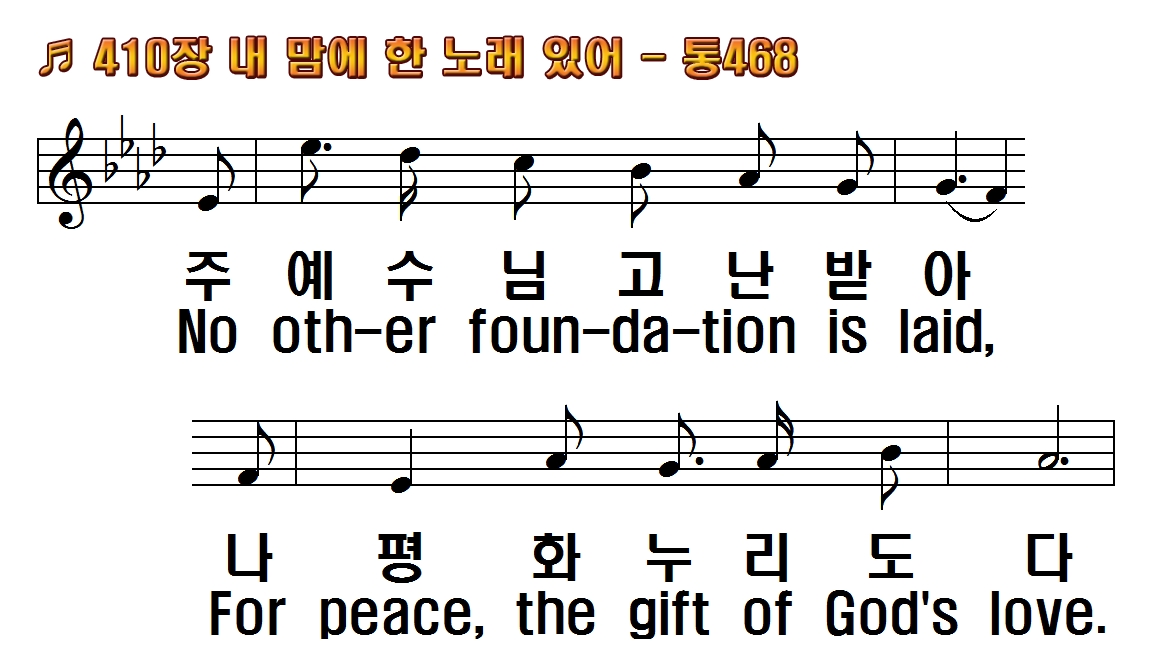 ♬ 410장 내 맘에 한 노래 있어 - 통468
주 예 수 님 고 난 받 아
No oth-er foun-da-tion is laid,
나 평 화 누 리 도 다
For peace, the gift of God's love.